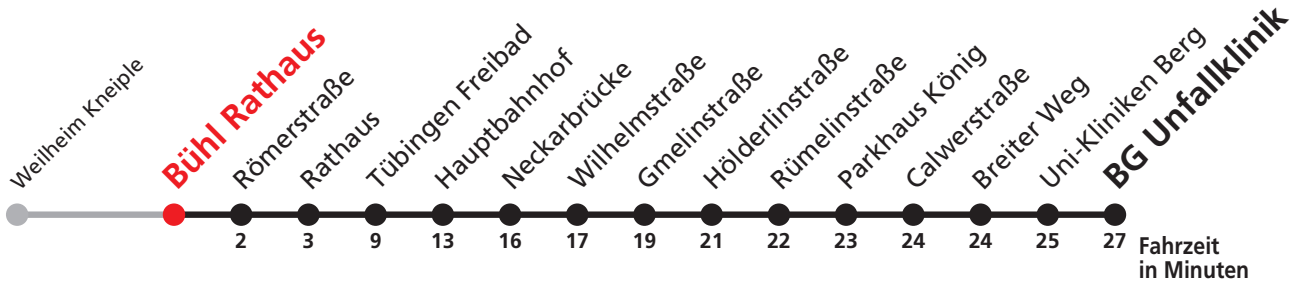 Weilheim Kneiple
Bühl Rathaus
Römerstraße
Rathaus
Tübingen Freibad
Hauptbahnhof
Neckarbrücke
Wilhelmstraße
Gmelinstraße
Hölderlinstraße
Rümelinstraße
Parkhaus König
Calwerstraße
Breiter Weg
Uni-Kliniken Berg
BG Unfallklinik
2 3 9 13 16 17 19 21 22 23 24 24 25 27
Fahrzeit
in Minuten